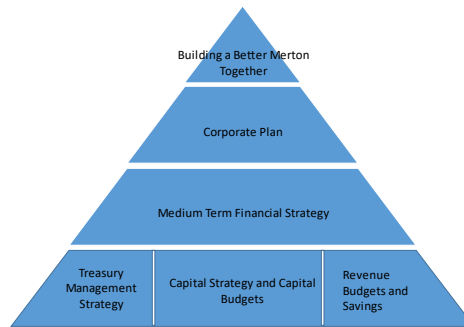 Building a Better Merton
Together
Corporate Plan
Medium Term Financial Strategy
Treasury
Management
Strategy
Capital Strategy and Capital
Budgets
Revenue
Budgets and
Savings